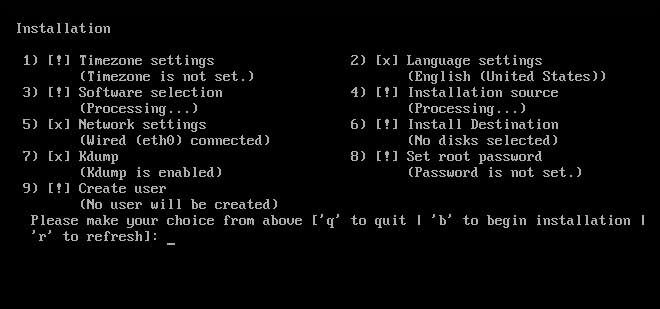 Installation
1) [!] Timezone settings 2) [x] Language settings
(Timezone is not set.) (English (United States))
3) [!] Software selection 4) [!] Installation source
(Processing...) (Processing...)
5) [x] Network settings 6) [!] Install Destination
(Wired (eth0) connected) (No disks selected)
7) [x] Kdump 8) [!] Set root password
(Kdump is enabled) (Password is not set.)
9) [!] Create user
(No user will be created)
Please make your choice from above ['q' to quit | 'b' to begin installation |
'r' to refresh]: _